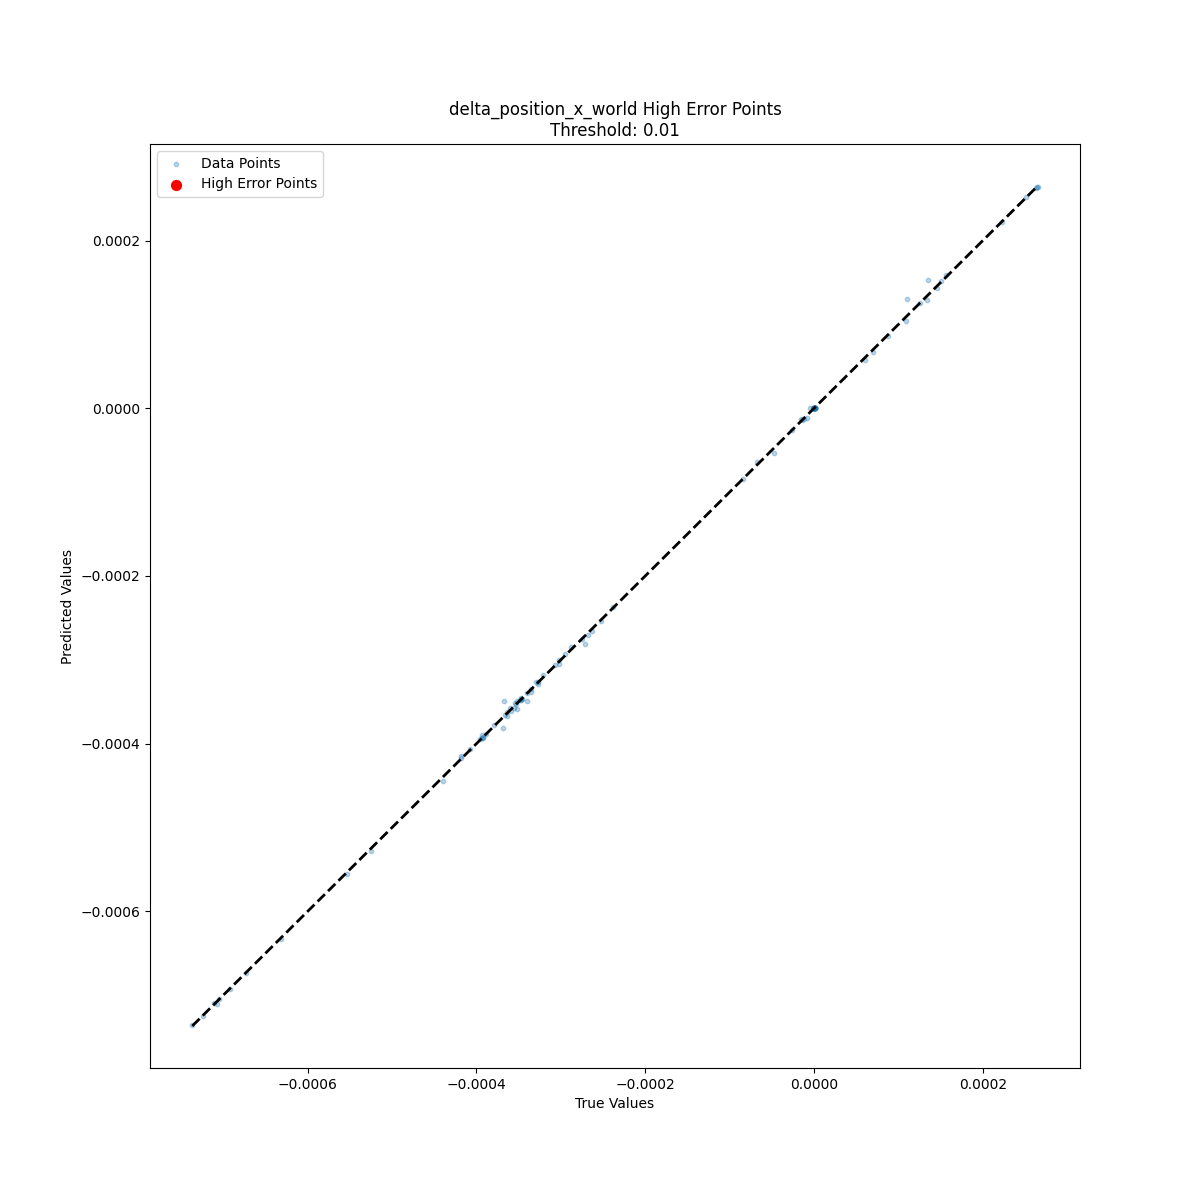 delta_position_x_world High Error Points
Threshold: 0.01
Data Points
High Error Points
0.0002
0.0000
−0.0002
−0.0004
−0.0006
Predicted Values
−0.0006
−0.0004
−0.0002
0.0000
0.0002
True Values